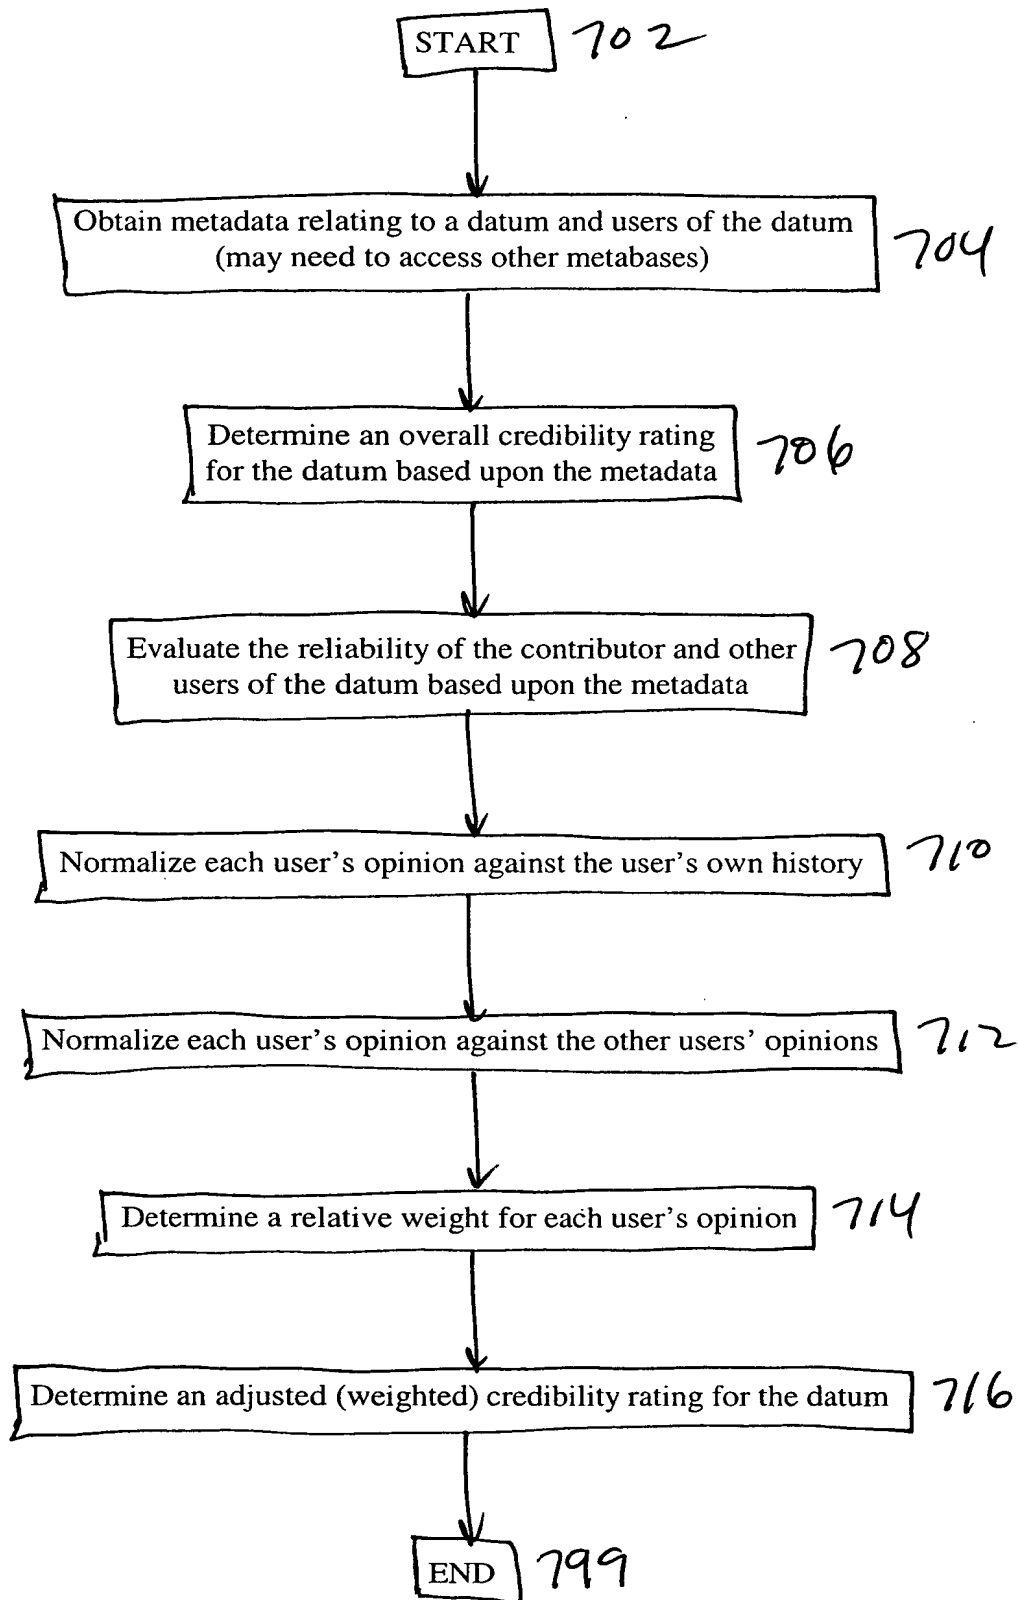 START 702
Obtain metadata relating to a datum and users of the datum
(may need to access other metabases) 704
Determine an overall credibility rating
for the datum based upon the metadata 706
Evaluate the reliability of the contributor and other
users of the datum based upon the metadata 708
Normalize each user's opinion against the user's own history 710
Normalize each user's opinion against the other users' opinions 712
Determine a relative weight for each user's opinion 714
Determine an adjusted (weighted) credibility rating for the datum 716
END 799